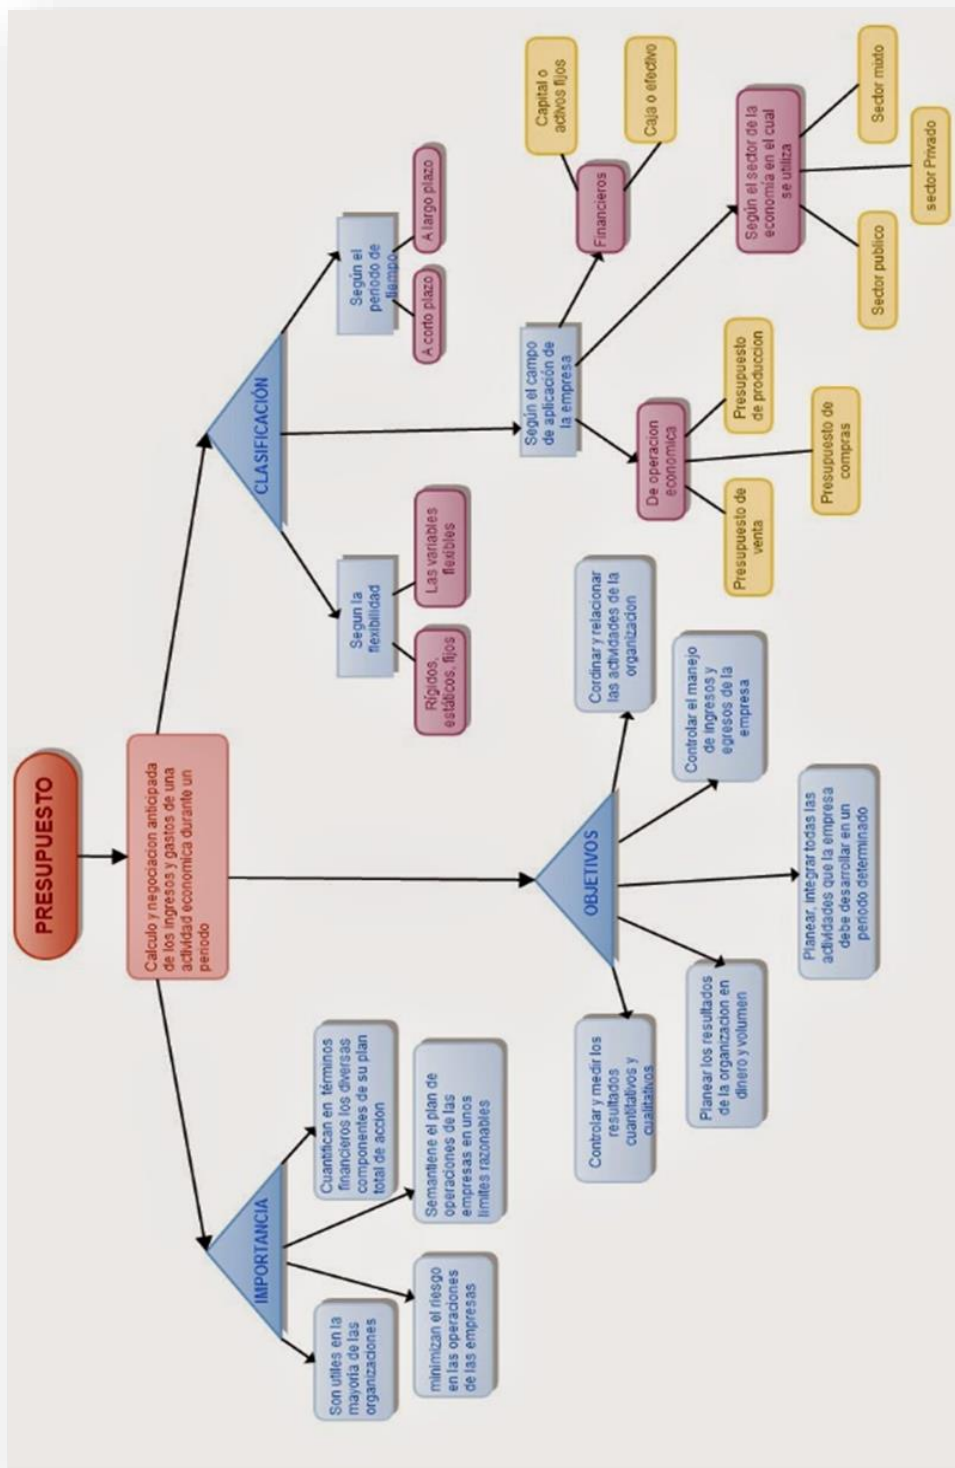 PRESUPUESTO
Calculo y negociacion anticipada
de los ingresos y gastos de una
actividad economica durante un
periodo
IMPORTANCIA
Son utiles en la
mayoria de las
organizaciones
minimizan el riesgo
en las operaciones
de las empresas
Semantiene el plan de
operaciones de las
empresas en unos
limites razonables
Cuantifican en términos
financieros los diversas
componentes de su plan
total de accion
OBJETIVOS
Controlar y medir los
resultados
cuantitativos y
cualitativos
Planear los resultados
de la organizacion en
dinero y volumen
Planear, integrar todas las
actividades que la empresa
debe desarrollar en un
periodo determinado
Controlar el manejo
de ingresos y
egresos de la
empresa
Cordinar y relacionar
las actividades de la
organizacion
CLASIFICACIÓN
Segun la
flexibilidad
Rígidos,
estáticos, fijos
Las variables
flexibles
Según el campo
de aplicación de
la empresa
De operacion
economica
Presupuesto de
venta
Presupuesto de
compras
Presupuesto
de produccion
Financieros
Capital o
activos fijos
Caja o efectivo
Según el sector de la
economía en el cual
se utiliza
Sector publico
sector Privado
Sector mixto
Según el
periodo de
tiempo
A corto plazo
A largo plazo